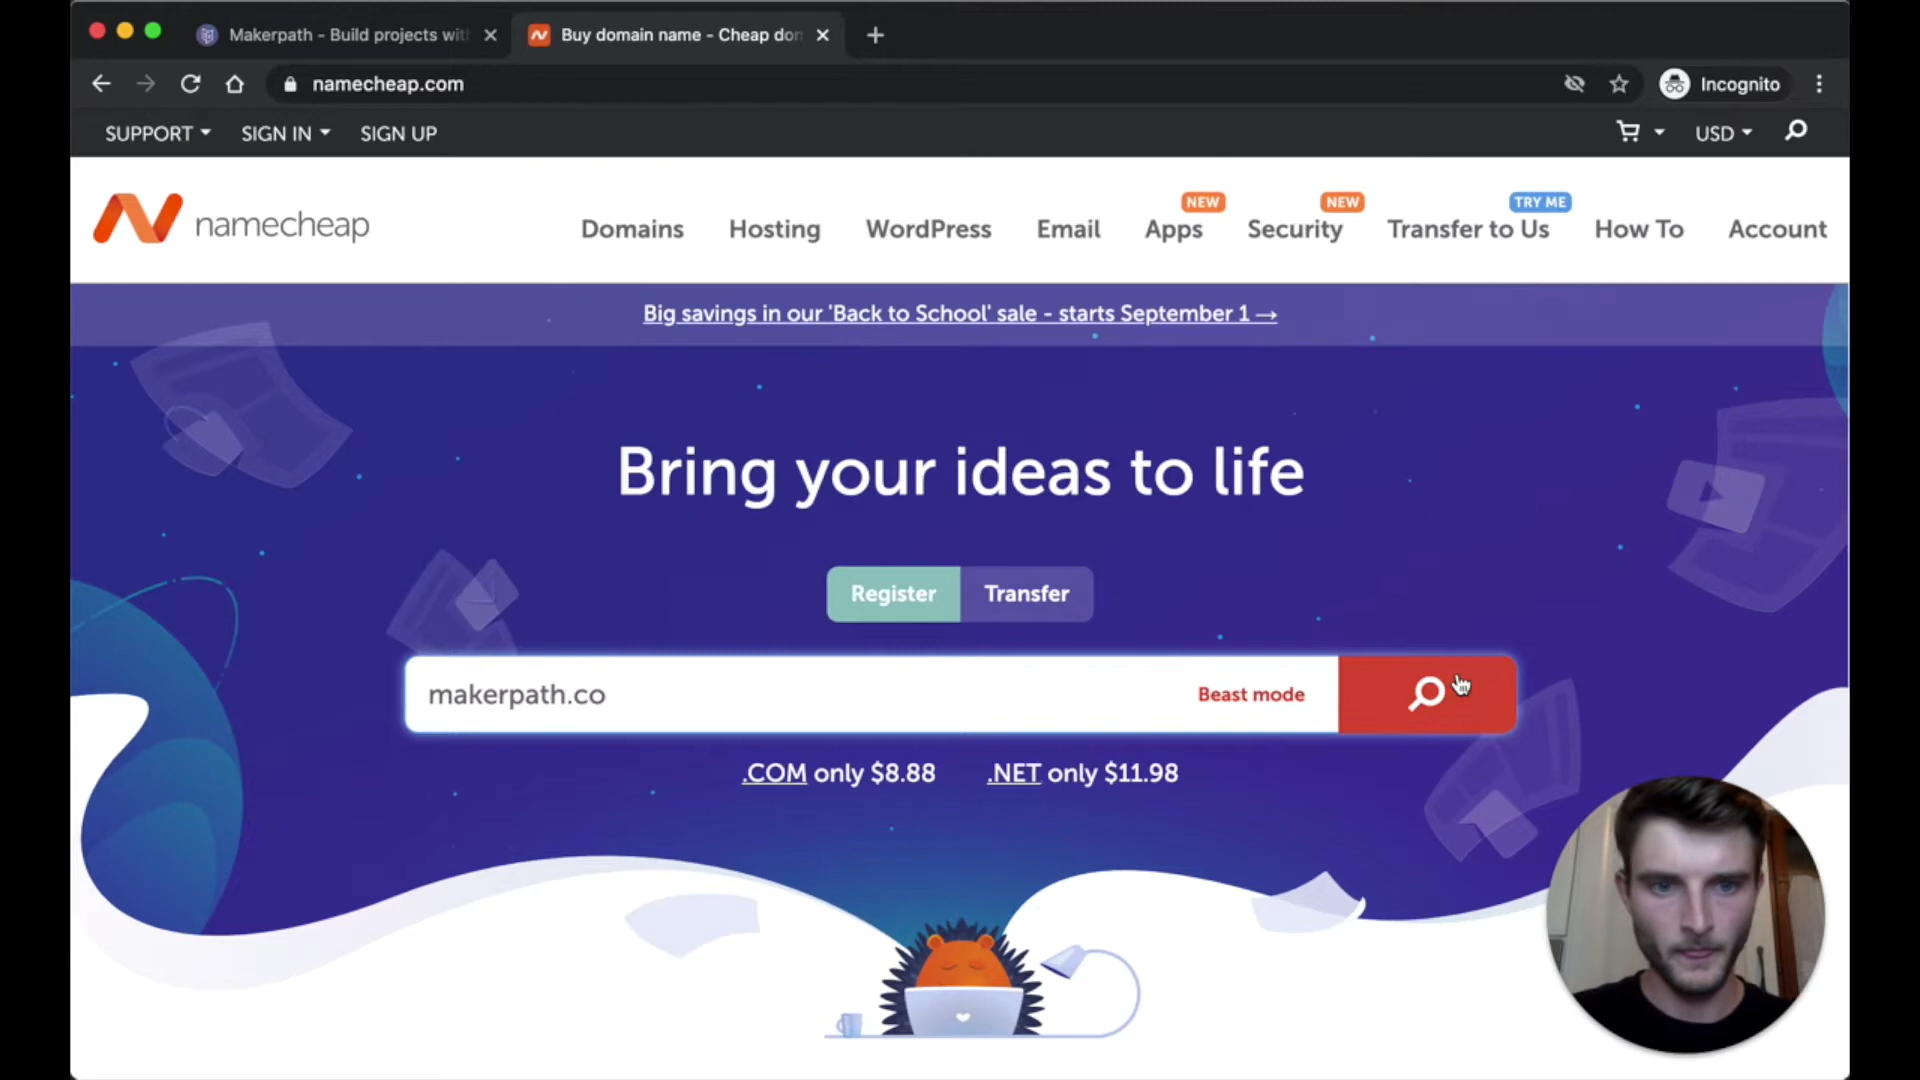 Makerpath - Build projects wit
Buy domain name - Cheap dom
namecheap.com
Incognito
SUPPORT
SIGN IN
SIGN UP
USD
namecheap
Domains
Hosting
WordPress
Email
Apps
NEW
Security
NEW
Transfer to Us
TRY ME
How To
Account
Big savings in our 'Back to School' sale - starts September 1 →
Bring your ideas to life
Register
Transfer
makerpath.co
Beast mode
.COM only $8.88
.NET only $11.98